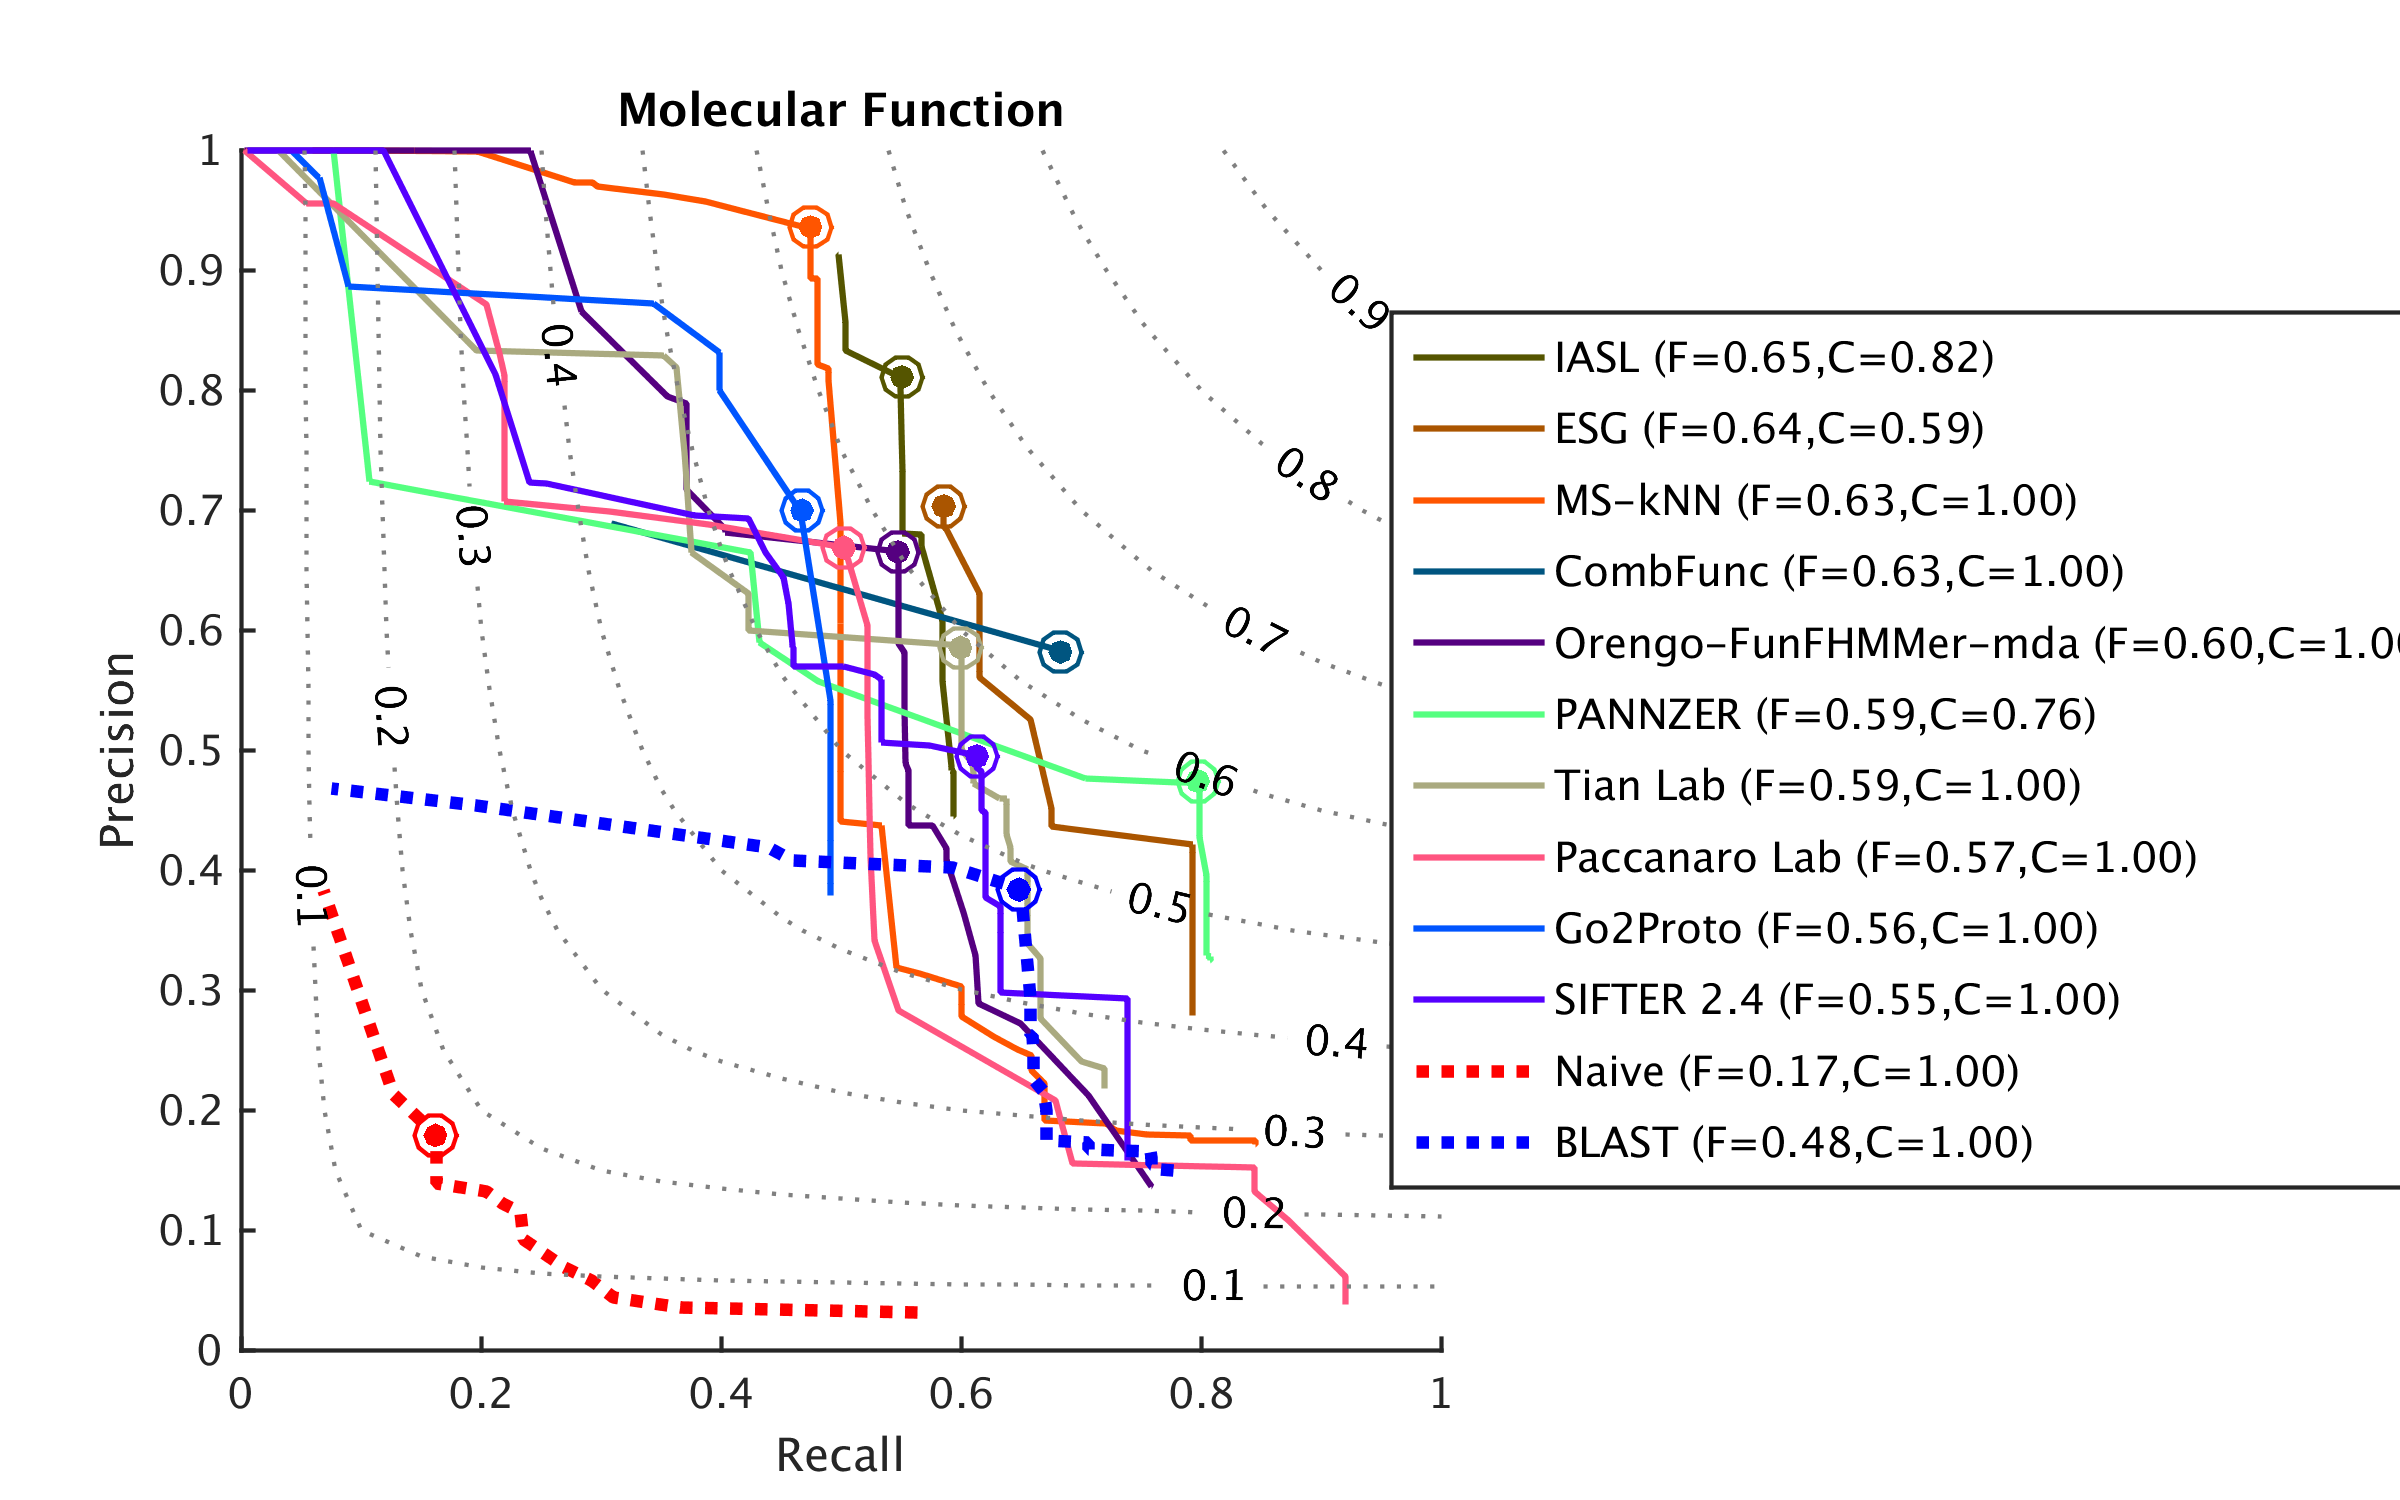 Molecular Function
1
0.9
0.8
0.7
0.6
0.5
0.4
0.3
0.2
0.1
0
0 0.2 0.4 0.6 0.8 1
Precision
Recall
0.1
0.2
0.3
0.4
0.9
0.8
0.7
0.6
0.5
0.4
0.3
0.2
0.1
IASL (F=0.65,C=0.82)
ESG (F=0.64,C=0.59)
MS-kNN (F=0.63,C=1.00)
CombFunc (F=0.63,C=1.00)
Orengo-FunFHMMer-mda (F=0.60,C=1.00
PANNZER (F=0.59,C=0.76)
Tian Lab (F=0.59,C=1.00)
Paccanaro Lab (F=0.57,C=1.00)
Go2Proto (F=0.56,C=1.00)
SIFTER 2.4 (F=0.55,C=1.00)
Naive (F=0.17,C=1.00)
BLAST (F=0.48,C=1.00)